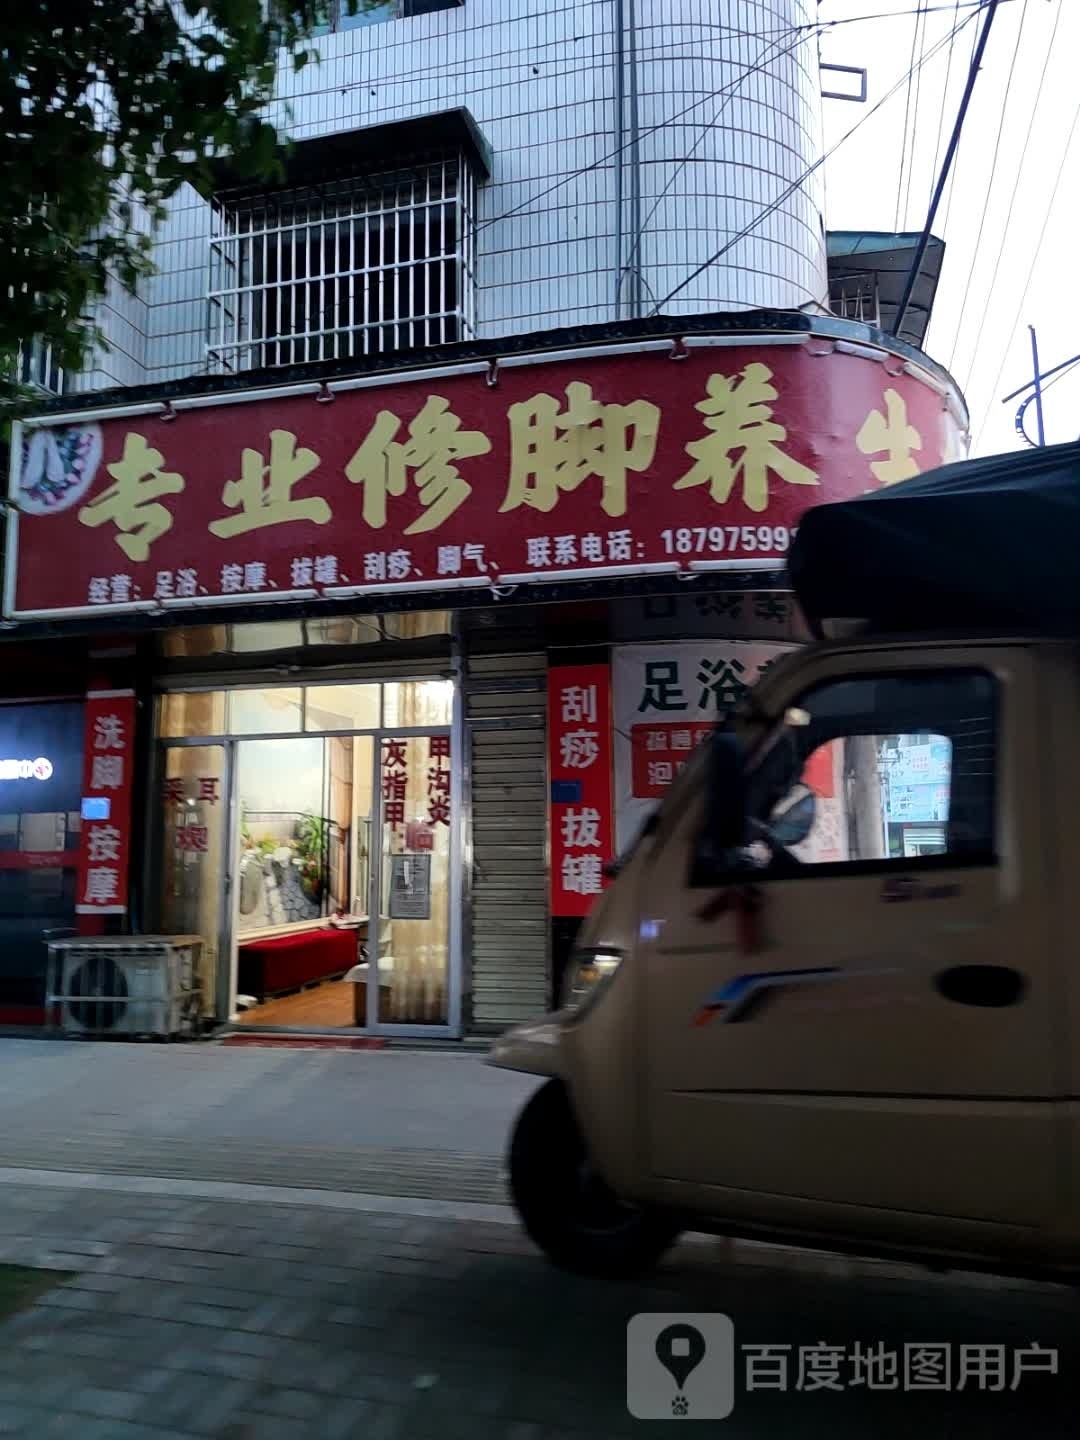 专业修脚养生
经营：足浴、按摩、拔罐、刮痧、脚气、 联系电话：1879759
足浴
洗脚 按摩
采耳
灰指甲
甲沟炎
刮痧 拔罐
百度地图用户